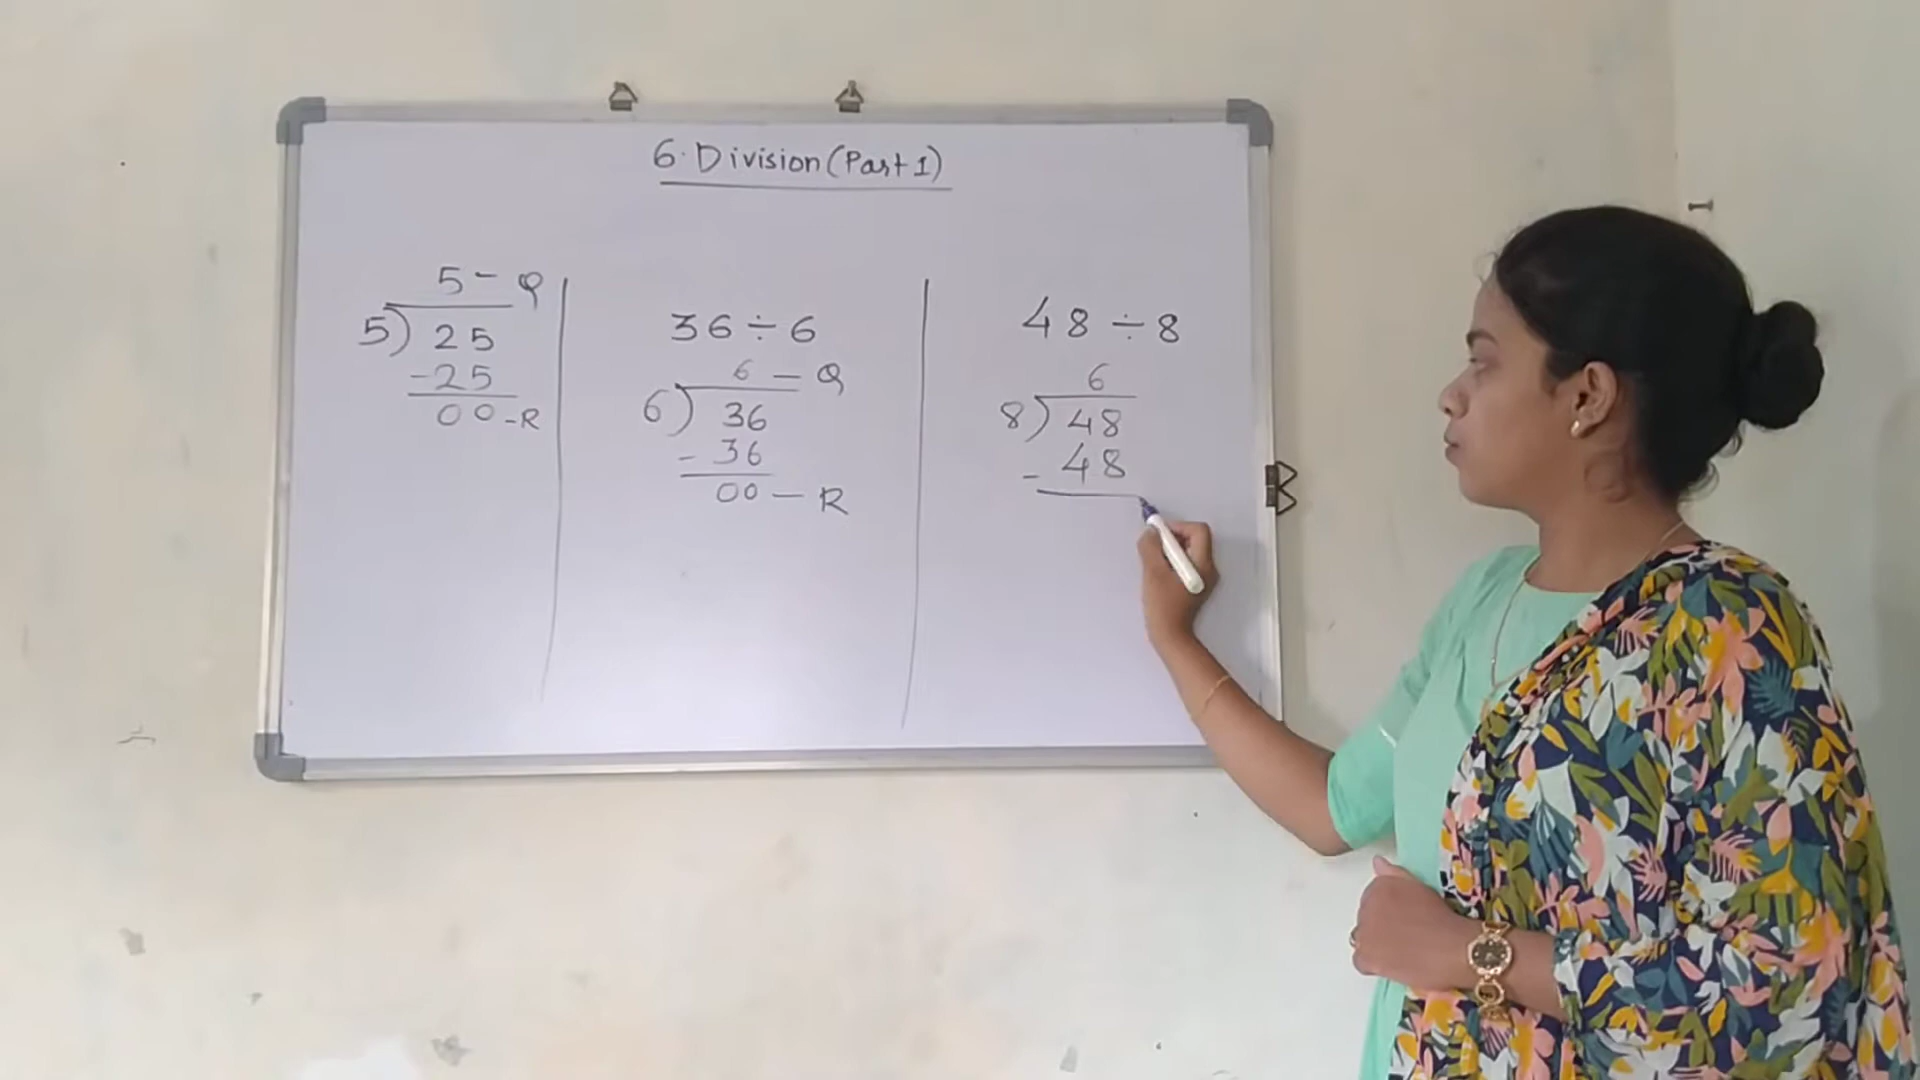 6. Division (Part 1)
5 - Q
5) 25
-25
00 - R
36 ÷ 6
6 - Q
6) 36
- 36
00 - R
48 ÷ 8
6
8) 48
- 48